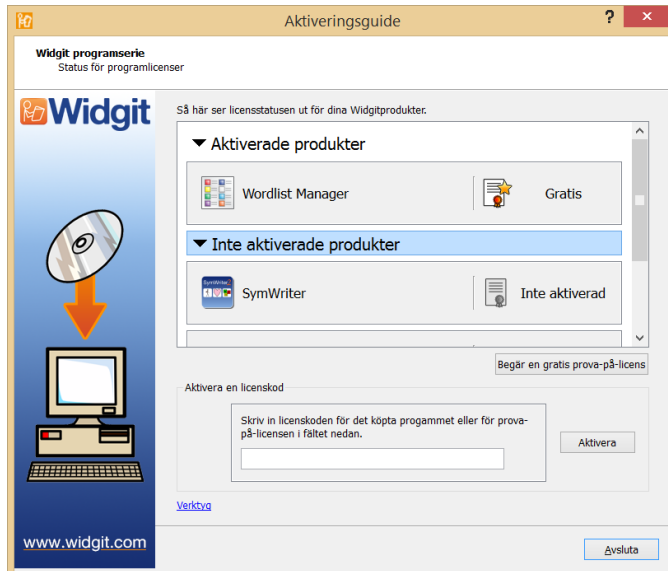 Aktiveringsguide
Widgit programserie
Status för programlicenser
Widgit
Så här ser licensstatusen ut för dina Widgitprodukter.
Aktiverade produkter
Wordlist Manager
Gratis
Inte aktiverade produkter
SymWriter
Inte aktiverad
Begär en gratis prova-på-licens
Aktivera en licenskod
Skriv in licenskoden för det köpta progammet eller för prova-
på-licensen i fältet nedan.
Aktivera
Verktyg
www.widgit.com
Avsluta